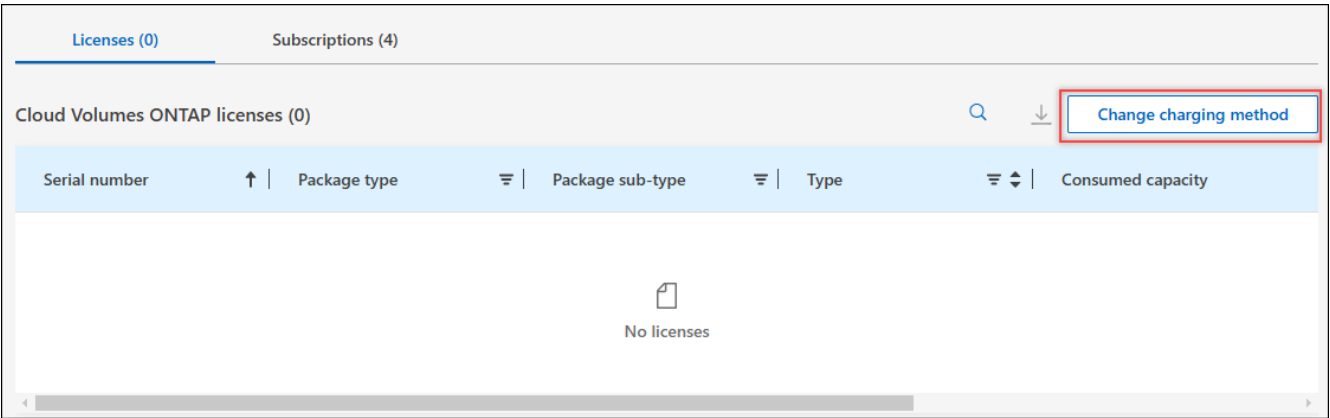 Licenses (0) Subscriptions (4)
Cloud Volumes ONTAP licenses (0) Change charging method
Serial number Package type Package sub-type Type Consumed capacity
No licenses